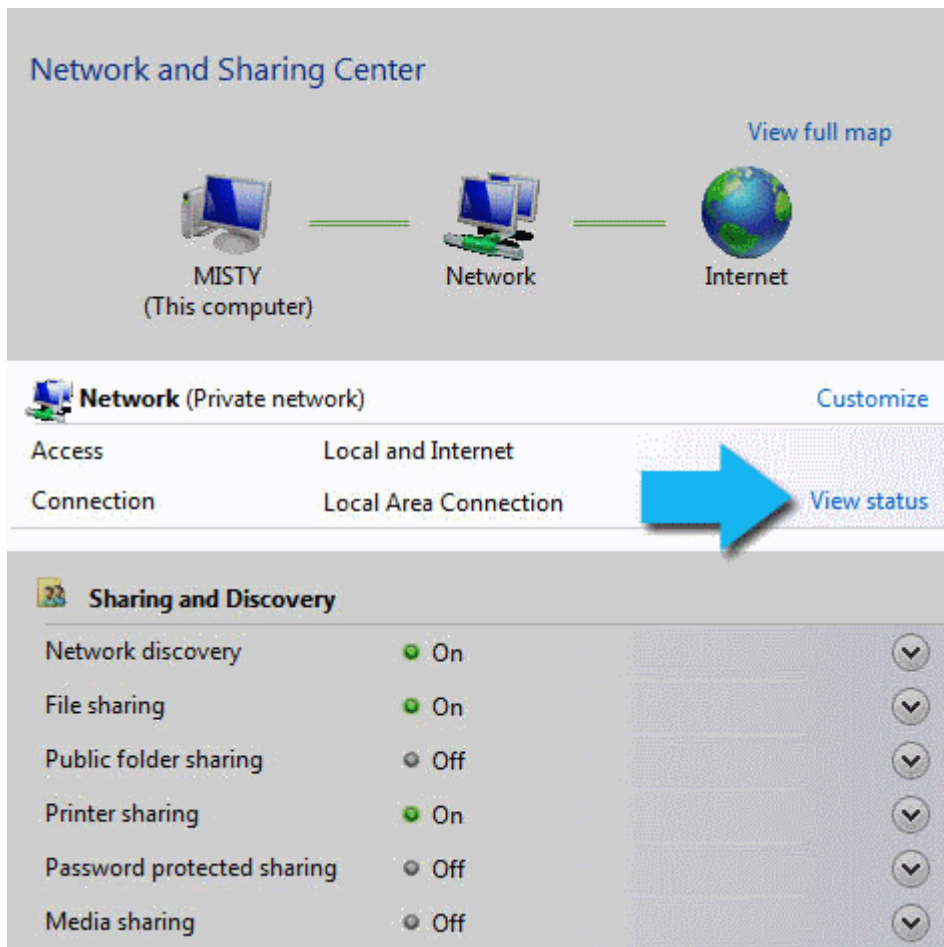 Network and Sharing Center
View full map
MISTY
(This computer)
Network
Internet
Network (Private network) Customize
Access Local and Internet
Connection Local Area Connection View status
Sharing and Discovery
Network discovery On
File sharing On
Public folder sharing Off
Printer sharing On
Password protected sharing Off
Media sharing Off